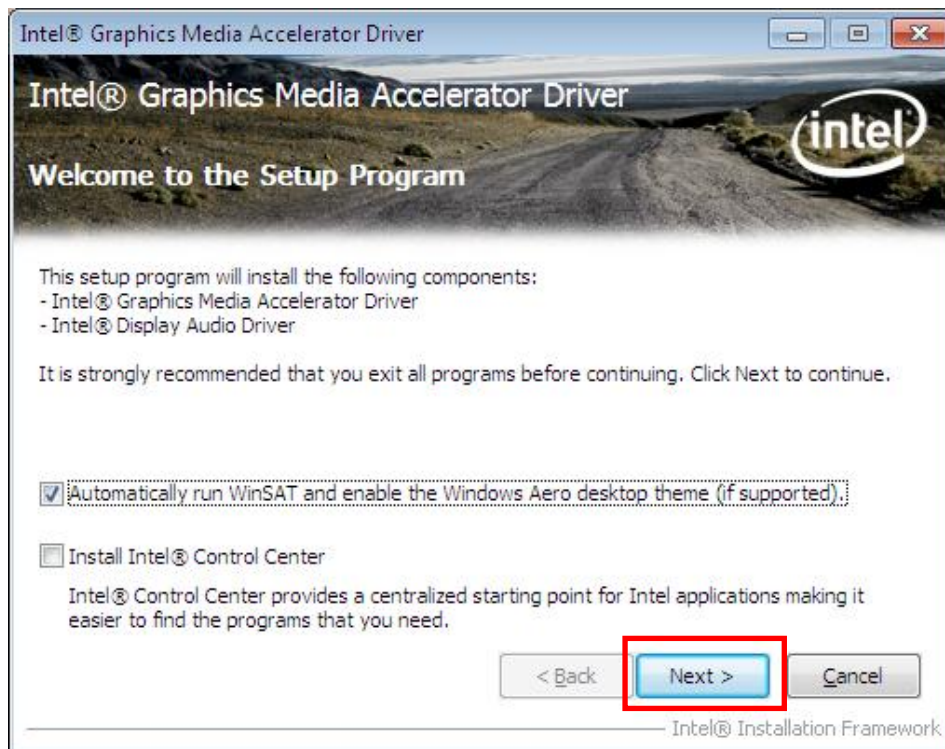 Intel® Graphics Media Accelerator Driver
Intel® Graphics Media Accelerator Driver
intel
Welcome to the Setup Program
This setup program will install the following components:
- Intel® Graphics Media Accelerator Driver
- Intel® Display Audio Driver
It is strongly recommended that you exit all programs before continuing. Click Next to continue.
Automatically run WinSAT and enable the Windows Aero desktop theme (if supported).
Install Intel® Control Center
Intel® Control Center provides a centralized starting point for Intel applications making it
easier to find the programs that you need.
< Back Next > Cancel
Intel® Installation Framework